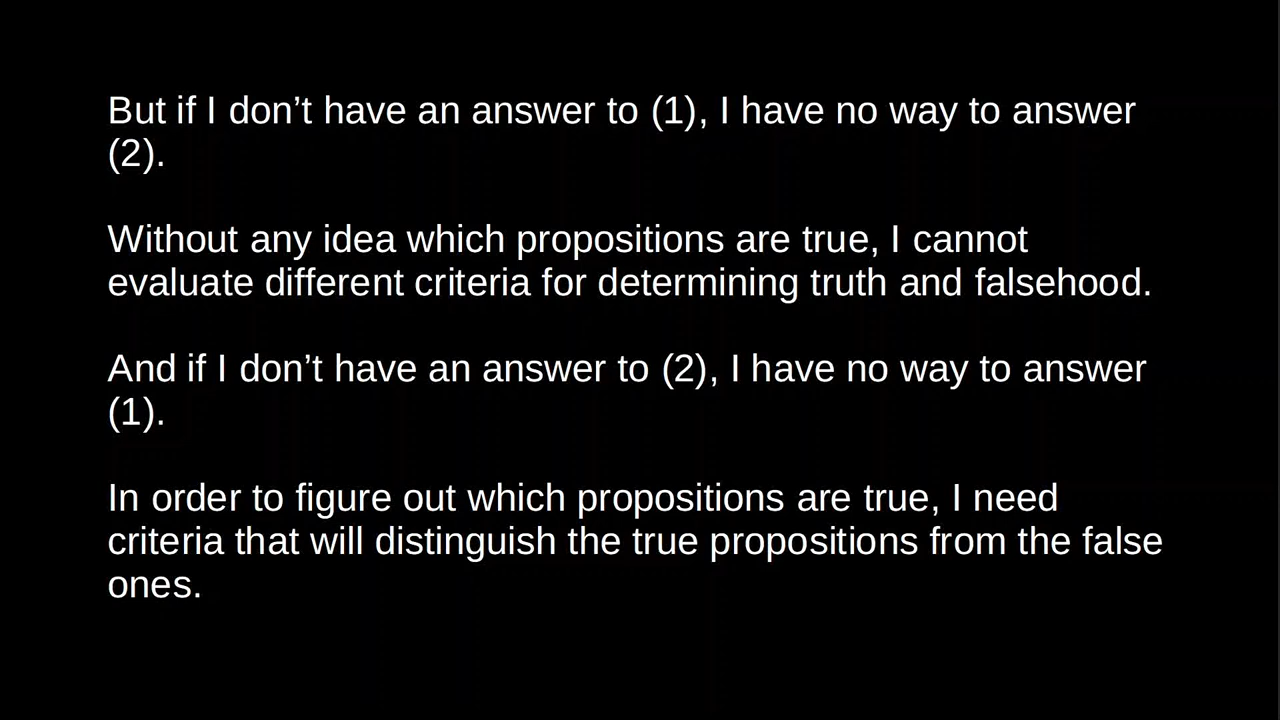 But if I don’t have an answer to (1), I have no way to answer
(2).
Without any idea which propositions are true, I cannot
evaluate different criteria for determining truth and falsehood.
And if I don’t have an answer to (2), I have no way to answer
(1).
In order to figure out which propositions are true, I need
criteria that will distinguish the true propositions from the false
ones.